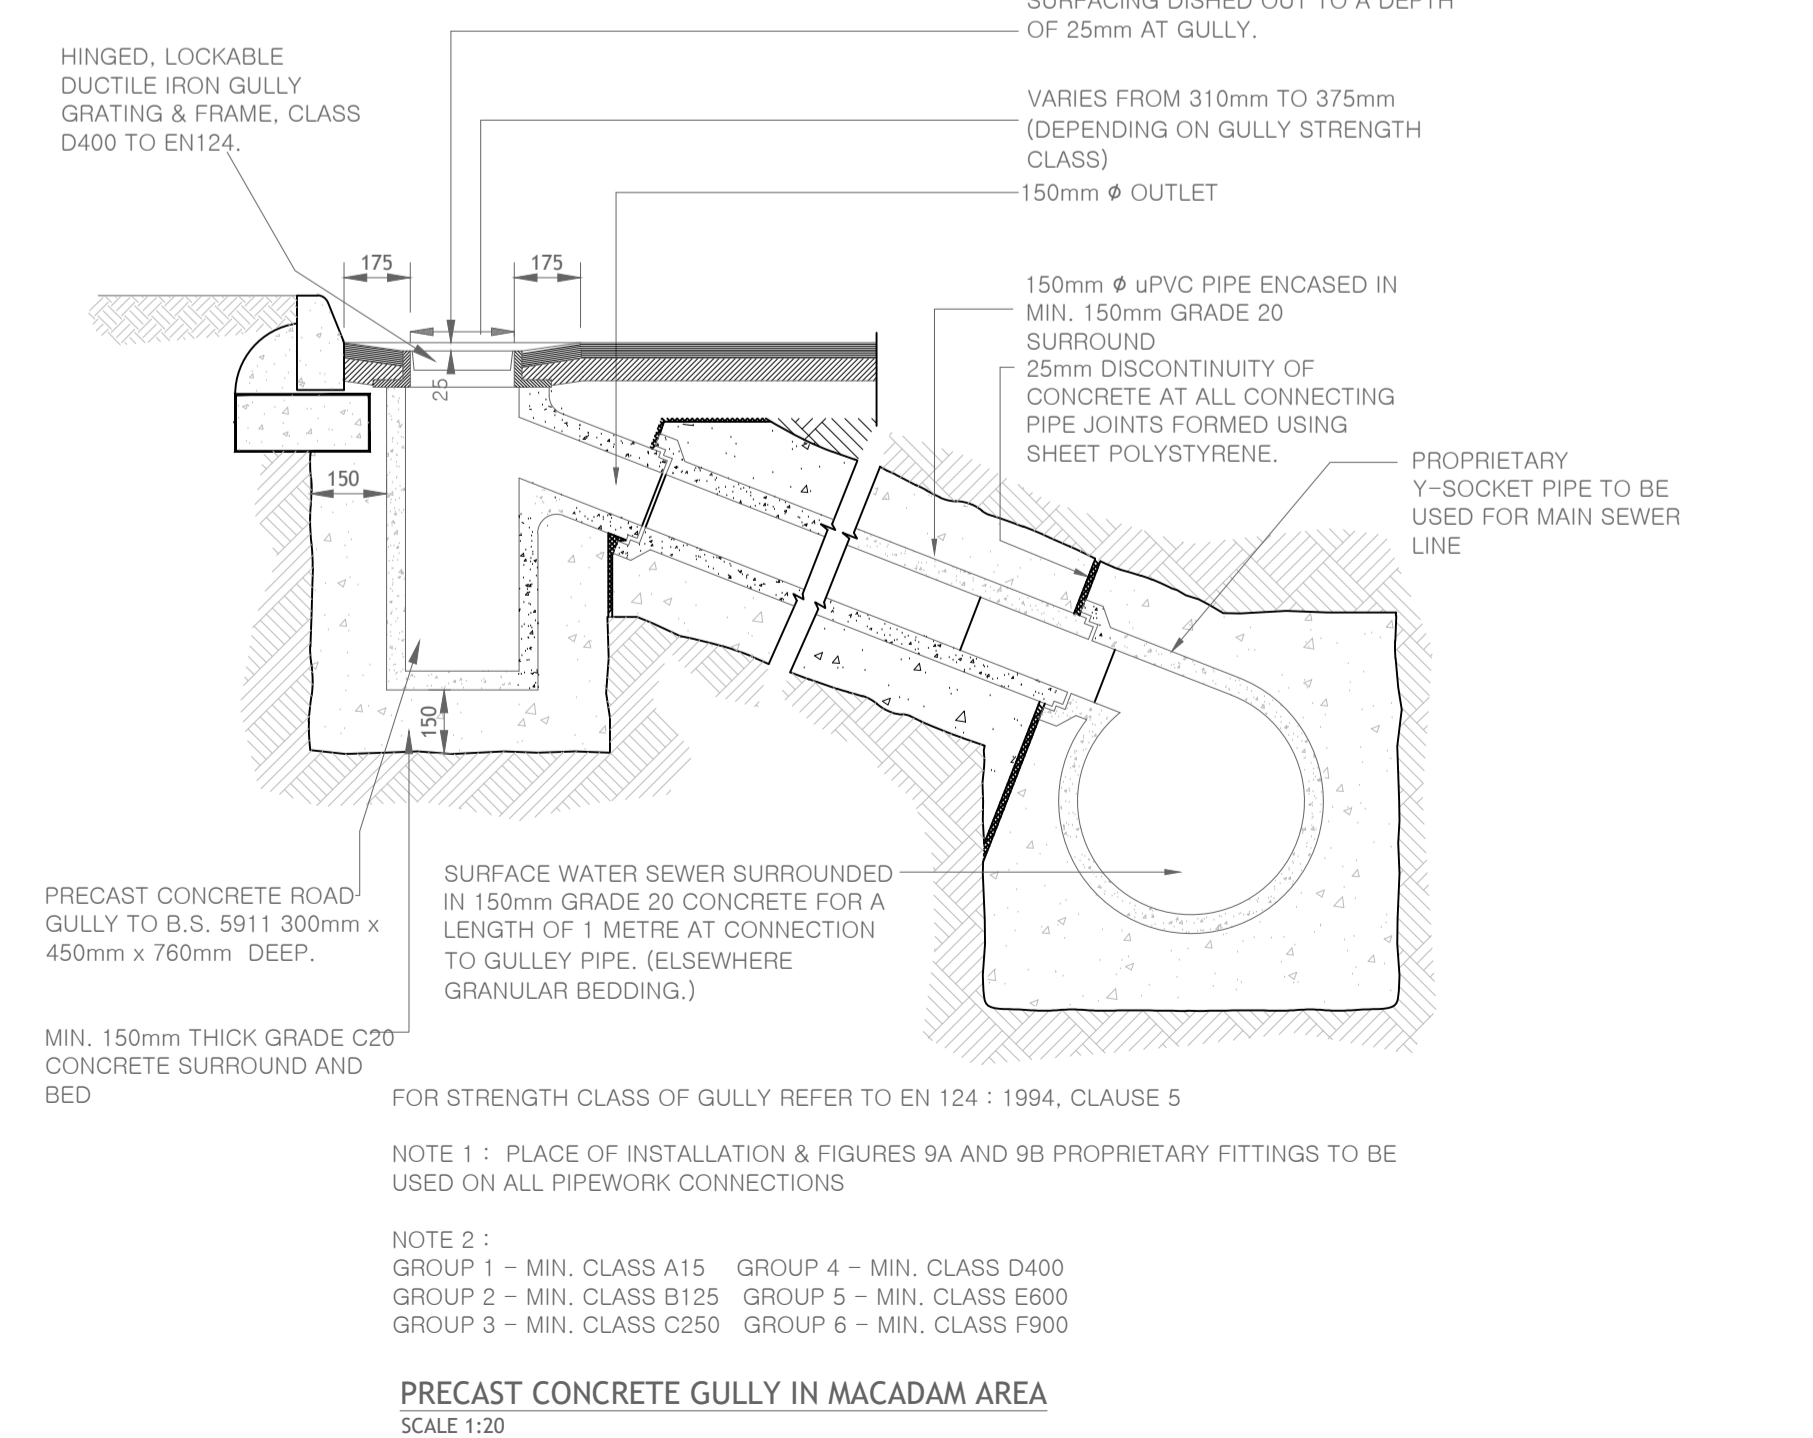 SURFACING DISHED OUT TO A DEPTH
OF 25mm AT GULLY.
HINGED, LOCKABLE
DUCTILE IRON GULLY
GRATING & FRAME, CLASS
D400 TO EN124.
VARIES FROM 310mm TO 375mm
(DEPENDING ON GULLY STRENGTH
CLASS)
150mm ϕ OUTLET
175
175
150mm ϕ uPVC PIPE ENCASED IN
MIN. 150mm GRADE 20
SURROUND
25mm DISCONTINUITY OF
CONCRETE AT ALL CONNECTING
PIPE JOINTS FORMED USING
SHEET POLYSTYRENE.
25
PROPRIETARY
Y-SOCKET PIPE TO BE
USED FOR MAIN SEWER
LINE
150
150
PRECAST CONCRETE ROAD
GULLY TO B.S. 5911 300mm x
450mm x 760mm DEEP.
SURFACE WATER SEWER SURROUNDED
IN 150mm GRADE 20 CONCRETE FOR A
LENGTH OF 1 METRE AT CONNECTION
TO GULLEY PIPE. (ELSEWHERE
GRANULAR BEDDING.)
MIN. 150mm THICK GRADE C20
CONCRETE SURROUND AND
BED
FOR STRENGTH CLASS OF GULLY REFER TO EN 124 : 1994, CLAUSE 5
NOTE 1 : PLACE OF INSTALLATION & FIGURES 9A AND 9B PROPRIETARY FITTINGS TO BE
USED ON ALL PIPEWORK CONNECTIONS
NOTE 2 :
GROUP 1 - MIN. CLASS A15 GROUP 4 - MIN. CLASS D400
GROUP 2 - MIN. CLASS B125 GROUP 5 - MIN. CLASS E600
GROUP 3 - MIN. CLASS C250 GROUP 6 - MIN. CLASS F900
PRECAST CONCRETE GULLY IN MACADAM AREA
SCALE 1:20